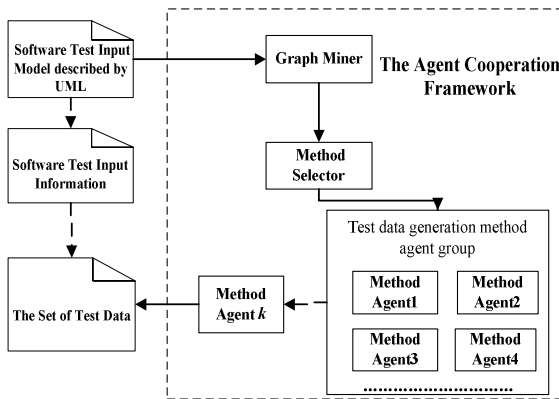 Software Test Input
Model described by
UML
Graph Miner
The Agent Cooperation
Framework
Software Test Input
Information
Method
Selector
Test data generation method
agent group
The Set of Test Data
Method
Agent k
Method
Agent1
Method
Agent2
Method
Agent3
Method
Agent4